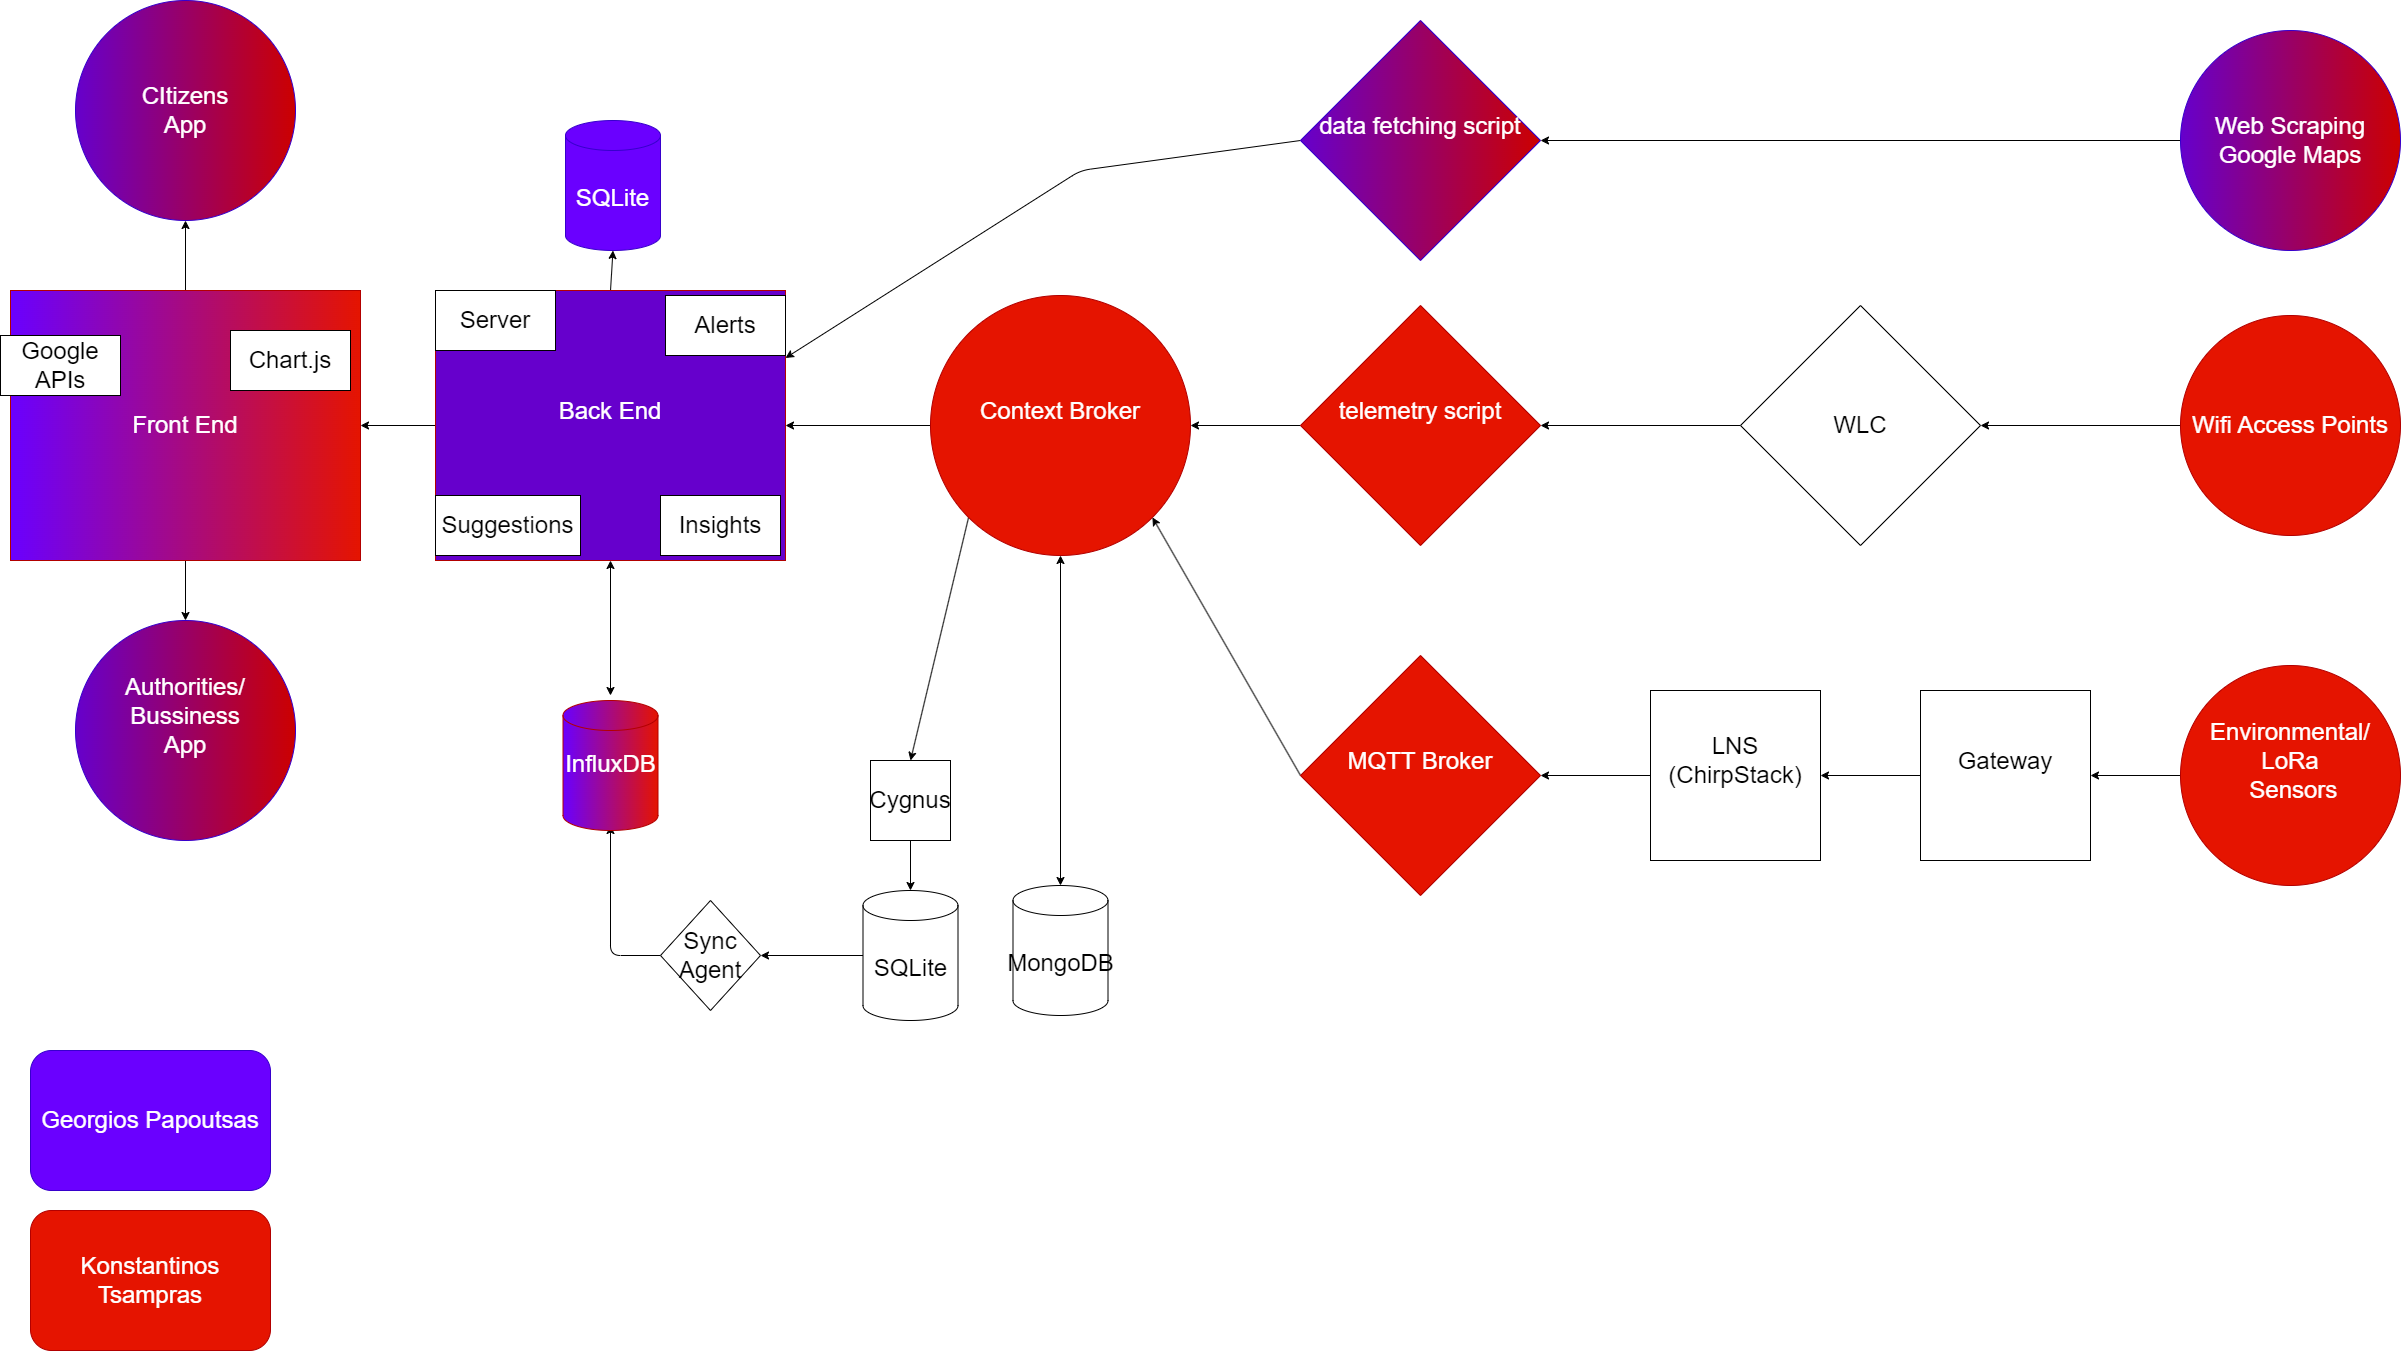 CItizens
App
SQLite
data fetching script
Web Scraping
Google Maps
Server
Alerts
Google
APIs
Chart.js
Front End
Back End
Suggestions
Insights
Context Broker
telemetry script
WLC
Wifi Access Points
Authorities/
Bussiness
App
InfluxDB
Cygnus
MQTT Broker
LNS
(ChirpStack)
Gateway
Environmental/
LoRa
Sensors
Sync
Agent
SQLite
MongoDB
Georgios Papoutsas
Konstantinos
Tsampras